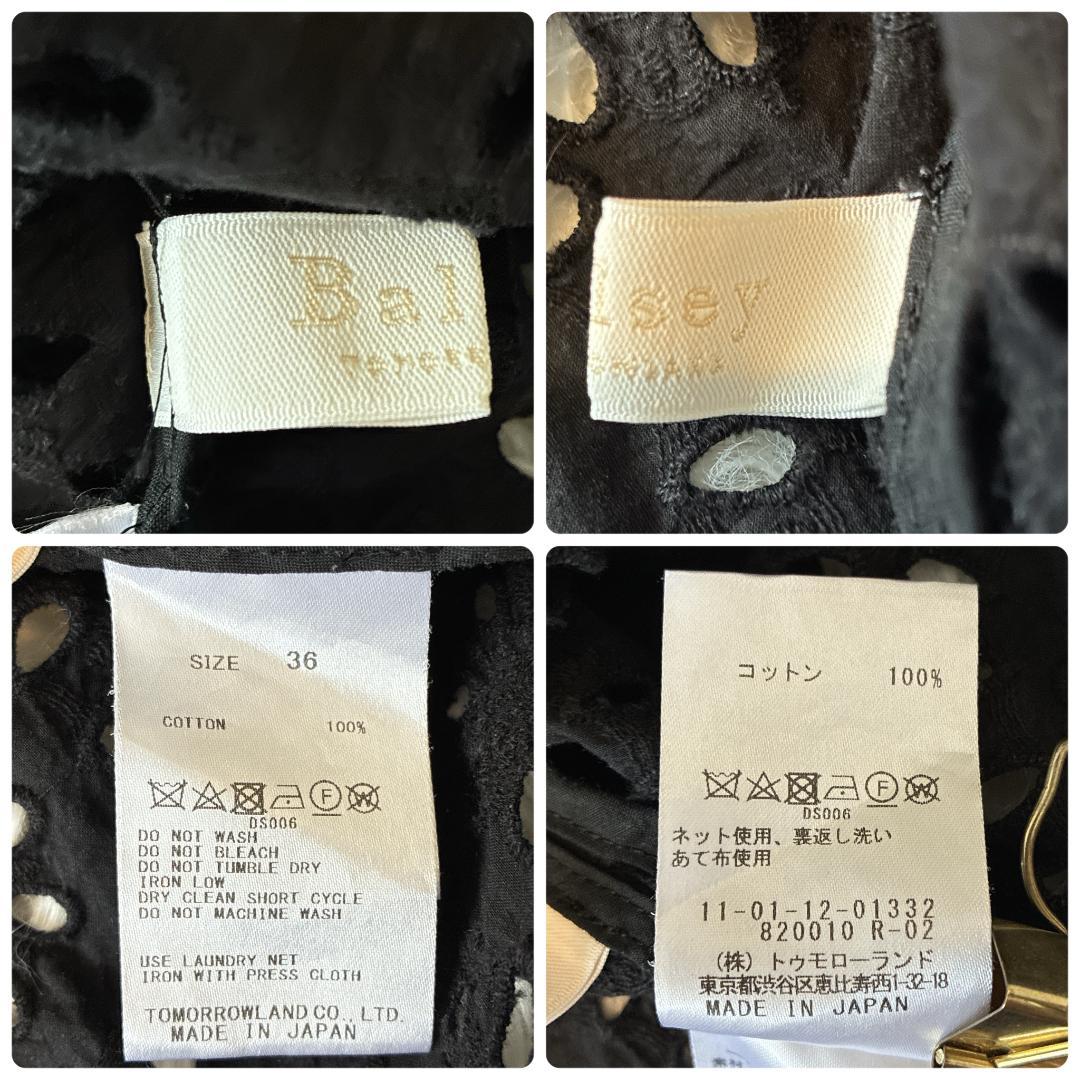 Bal
lsey
SIZE 36
COTTON 100%
DS006
DO NOT WASH
DO NOT BLEACH
DO NOT TUMBLE DRY
IRON LOW
DRY CLEAN SHORT CYCLE
DO NOT MACHINE WASH
USE LAUNDRY NET
IRON WITH PRESS CLOTH
TOMORROWLAND CO., LTD.
MADE IN JAPAN
コットン 100%
DS006
ネット使用、裏返し洗い
あて布使用
11-01-12-01332
820010 R-02
(株) トゥモローランド
東京都渋谷区恵比寿西1-32-18
MADE IN JAPAN